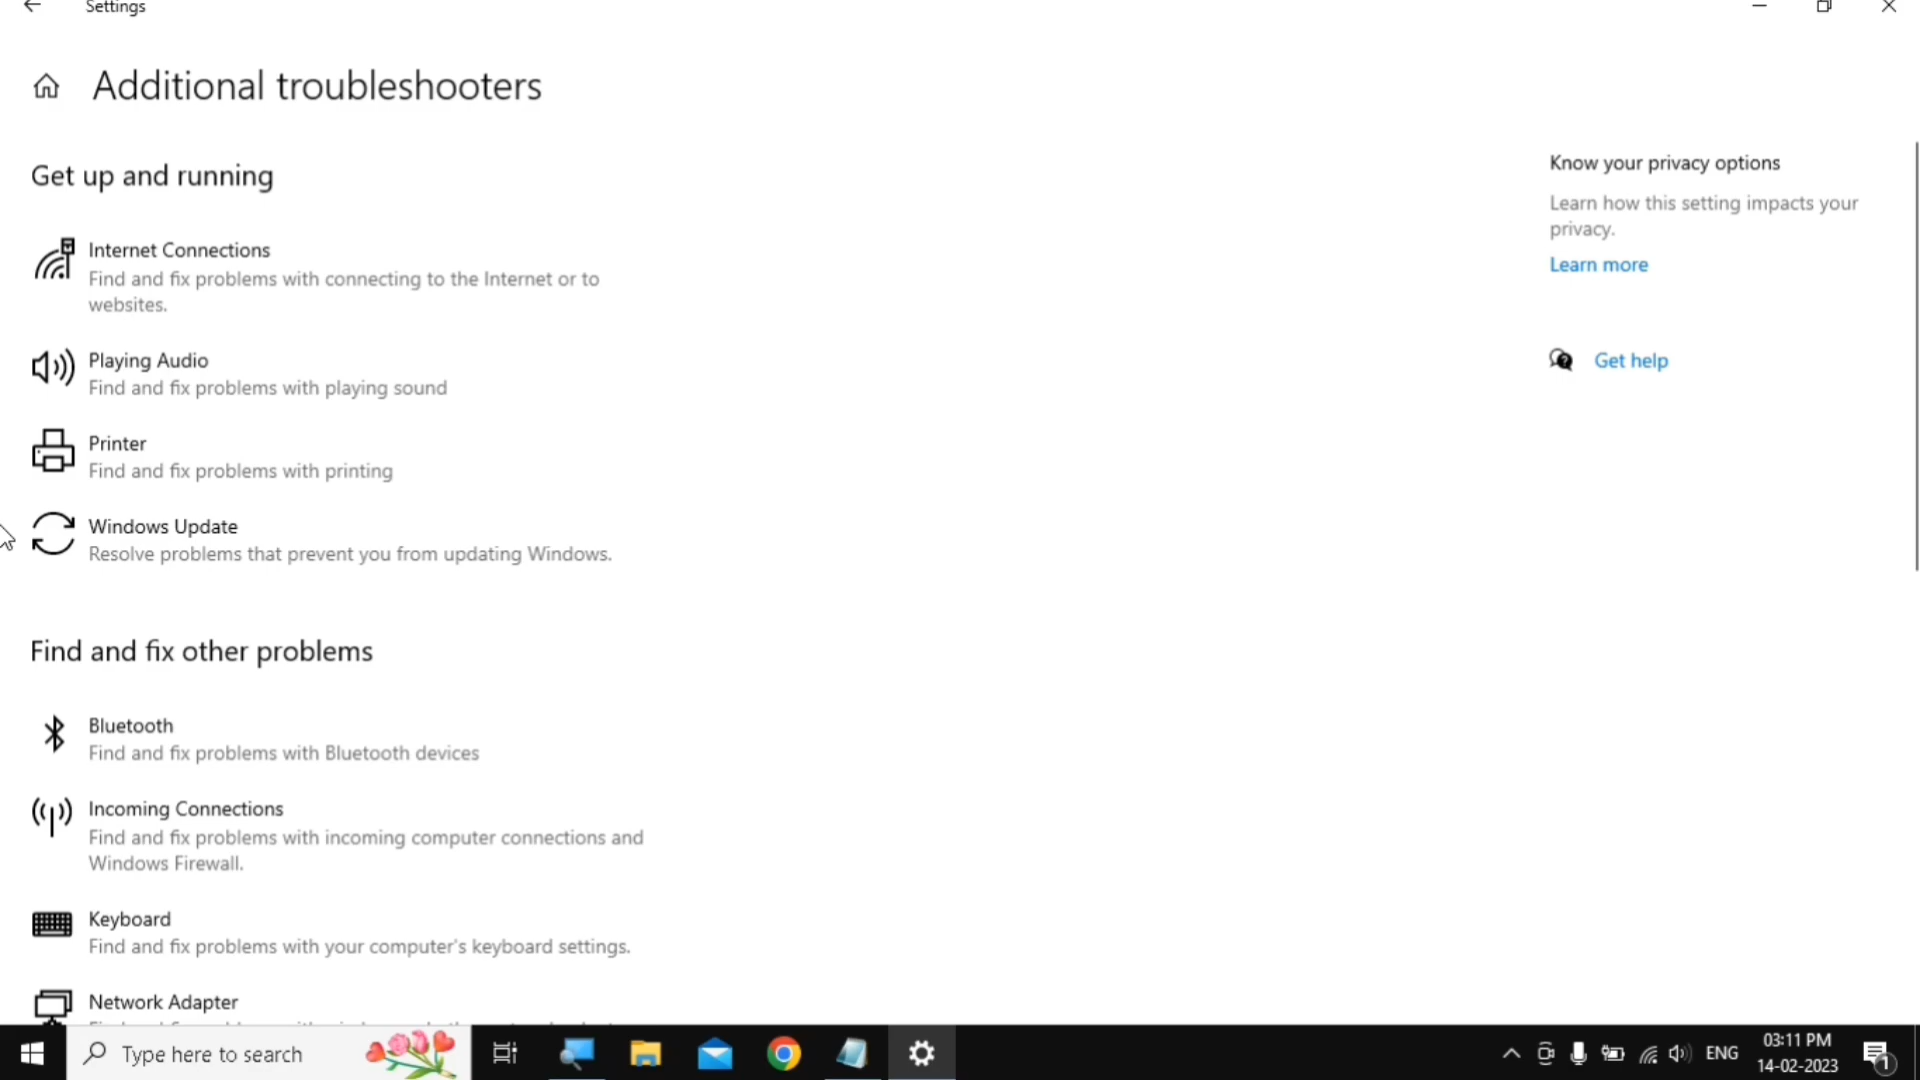 Settings
Additional troubleshooters
Get up and running
Internet Connections
Find and fix problems with connecting to the Internet or to
websites.
Playing Audio
Find and fix problems with playing sound
Printer
Find and fix problems with printing
Windows Update
Resolve problems that prevent you from updating Windows.
Find and fix other problems
Bluetooth
Find and fix problems with Bluetooth devices
Incoming Connections
Find and fix problems with incoming computer connections and
Windows Firewall.
Keyboard
Find and fix problems with your computer's keyboard settings.
Network Adapter
Know your privacy options
Learn how this setting impacts your
privacy.
Learn more
Get help
Type here to search
ENG
03:11 PM
14-02-2023
1